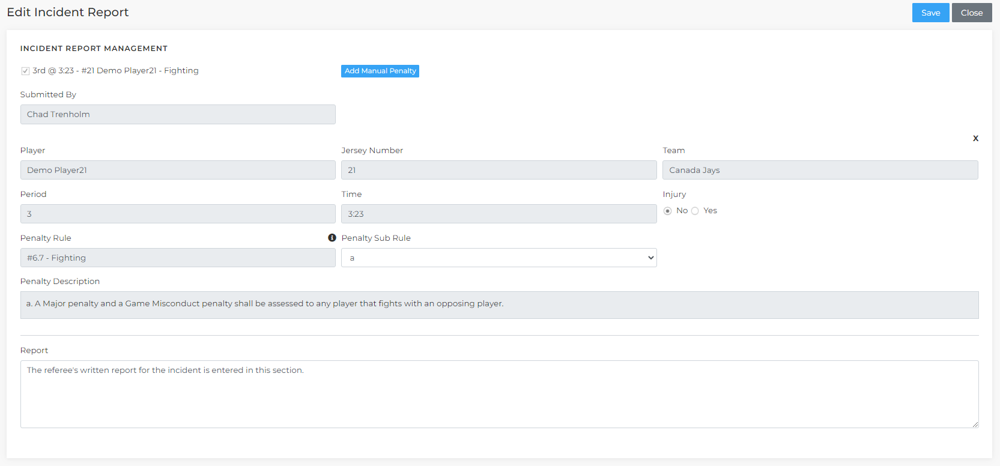 Edit Incident Report
Save
Close
INCIDENT REPORT MANAGEMENT
3rd @ 3:23 - #21 Demo Player21 - Fighting
Add Manual Penalty
Submitted By
Chad Trenholm
X
Player
Jersey Number
Team
Demo Player21
21
Canada Jays
Period
Time
Injury
3
3:23
No
Yes
Penalty Rule
Penalty Sub Rule
#6.7 - Fighting
a
Penalty Description
a. A Major penalty and a Game Misconduct penalty shall be assessed to any player that fights with an opposing player.
Report
The referee's written report for the incident is entered in this section.